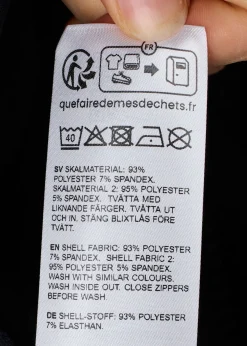 FR
quefairedemesdechets.fr
40
SV SKALMATERIAL: 93%
POLYESTER 7% SPANDEX.
SKALMATERIAL 2: 95% POLYESTER
5% SPANDEX. TVÄTTA MED
LIKNANDE FÄRGER. TVÄTTA UT
OCH IN. STÄNG BLIXTLÅS FÖRE
TVÄTT.
EN SHELL FABRIC: 93% POLYESTER
7% SPANDEX. SHELL FABRIC 2:
95% POLYESTER 5% SPANDEX.
WASH WITH SIMILAR COLOURS.
WASH INSIDE OUT. CLOSE ZIPPERS
BEFORE WASH.
DE SHELL-STOFF: 93% POLYESTER
7% ELASTHAN.